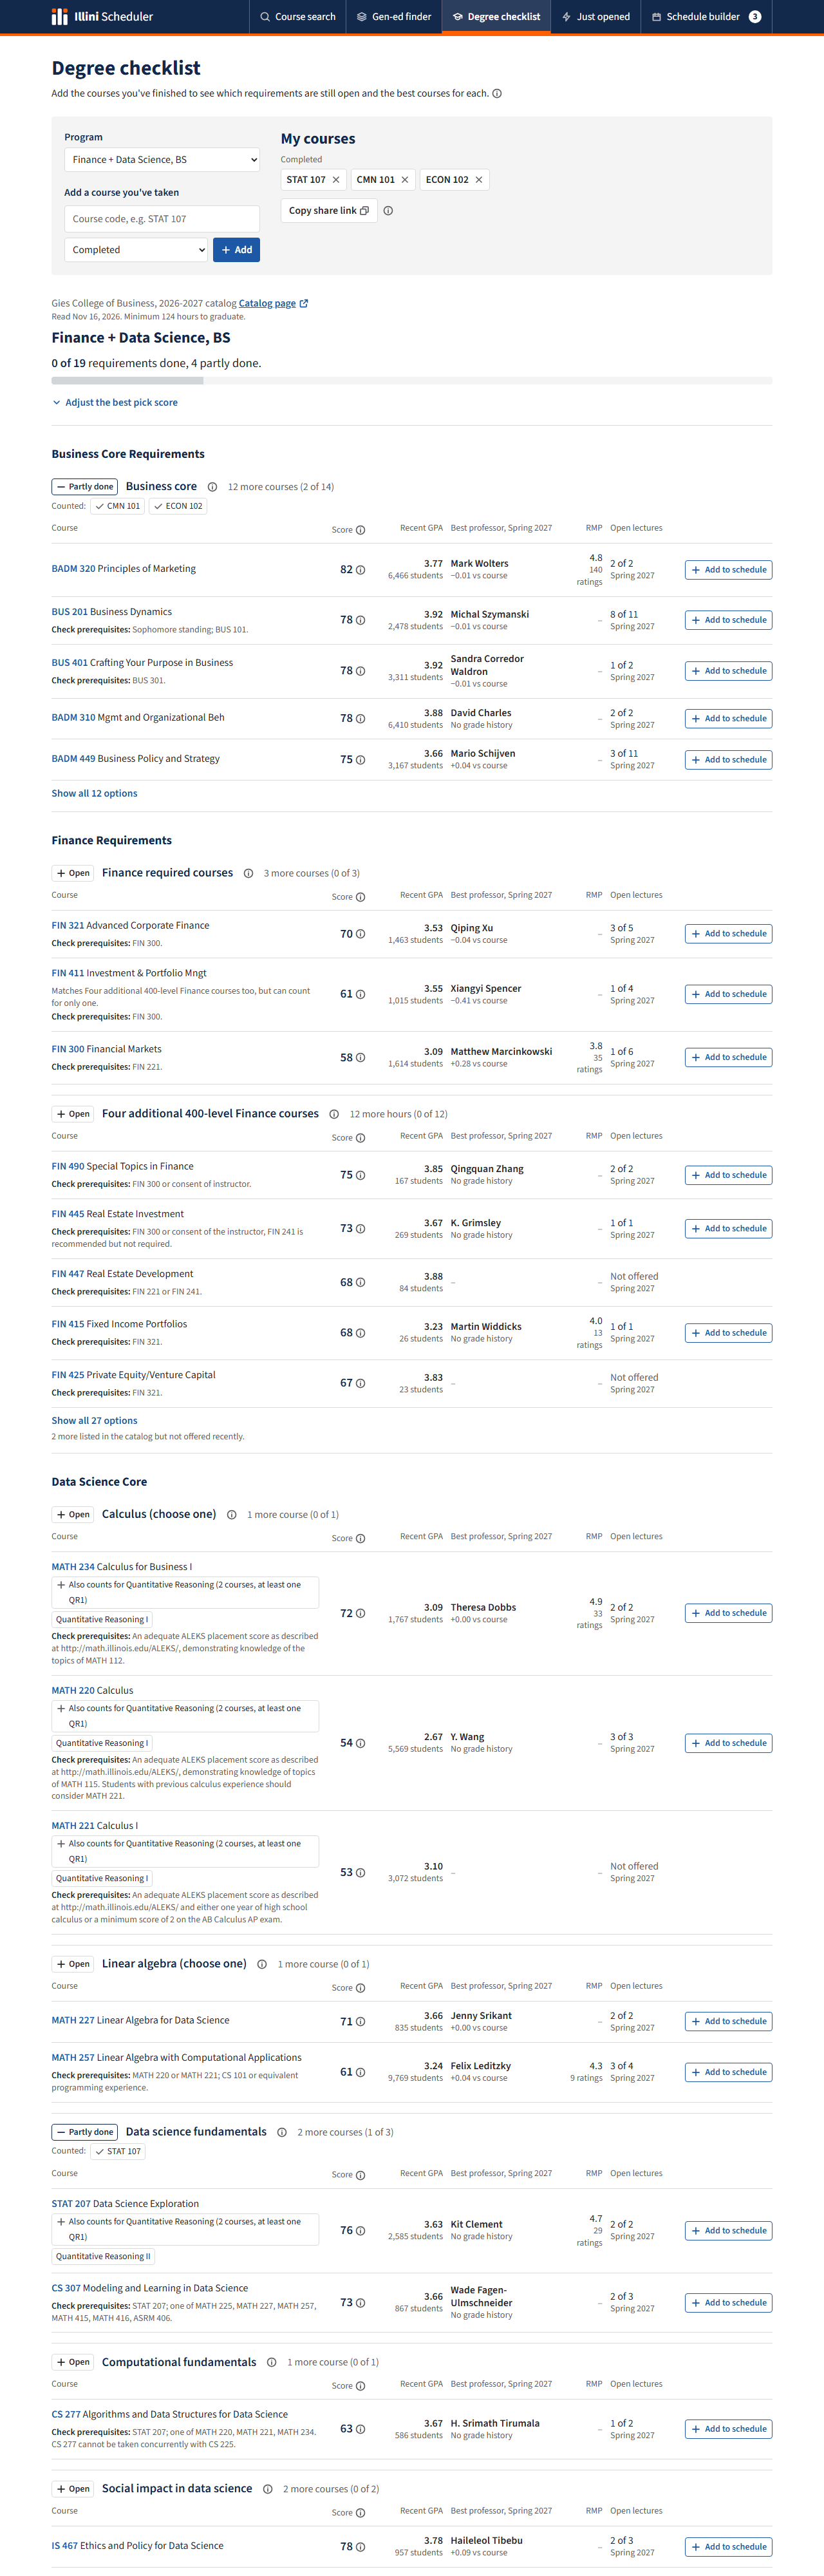 Illini Scheduler
Course search
Gen-ed finder
Degree checklist
Just opened
Schedule builder 3
Degree checklist
Add the courses you've finished to see which requirements are still open and the best courses for each.
Program
Finance + Data Science, BS
Add a course you've taken
Course code, e.g. STAT 107
Completed
Add
My courses
Completed
STAT 107
CMN 101
ECON 102
Copy share link
Gies College of Business, 2026-2027 catalog Catalog page
Read Nov 16, 2026. Minimum 124 hours to graduate.
Finance + Data Science, BS
0 of 19 requirements done, 4 partly done.
Adjust the best pick score
Business Core Requirements
Partly done Business core 12 more courses (2 of 14)
Counted: CMN 101 ECON 102
Course Score Recent GPA Best professor, Spring 2027 RMP Open lectures
BADM 320 Principles of Marketing
82
3.77
6,466 students
Mark Wolters
−0.01 vs course
4.8
140
ratings
2 of 2
Spring 2027
Add to schedule
BUS 201 Business Dynamics
Check prerequisites: Sophomore standing; BUS 101.
78
3.92
2,478 students
Michal Szymanski
−0.01 vs course
–
8 of 11
Spring 2027
Add to schedule
BUS 401 Crafting Your Purpose in Business
Check prerequisites: BUS 301.
78
3.92
3,311 students
Sandra Corredor
Waldron
−0.01 vs course
–
1 of 2
Spring 2027
Add to schedule
BADM 310 Mgmt and Organizational Beh
78
3.88
6,410 students
David Charles
No grade history
–
2 of 2
Spring 2027
Add to schedule
BADM 449 Business Policy and Strategy
75
3.66
3,167 students
Mario Schijven
+0.04 vs course
–
3 of 11
Spring 2027
Add to schedule
Show all 12 options
Finance Requirements
Open Finance required courses 3 more courses (0 of 3)
Course Score Recent GPA Best professor, Spring 2027 RMP Open lectures
FIN 321 Advanced Corporate Finance
Check prerequisites: FIN 300.
70
3.53
1,463 students
Qiping Xu
−0.04 vs course
–
3 of 5
Spring 2027
Add to schedule
FIN 411 Investment & Portfolio Mngt
Matches Four additional 400-level Finance courses too, but can count
for only one.
Check prerequisites: FIN 300.
61
3.55
1,015 students
Xiangyi Spencer
−0.41 vs course
–
1 of 4
Spring 2027
Add to schedule
FIN 300 Financial Markets
Check prerequisites: FIN 221.
58
3.09
1,614 students
Matthew Marcinkowski
+0.28 vs course
3.8
35
ratings
1 of 6
Spring 2027
Add to schedule
Open Four additional 400-level Finance courses 12 more hours (0 of 12)
Course Score Recent GPA Best professor, Spring 2027 RMP Open lectures
FIN 490 Special Topics in Finance
Check prerequisites: FIN 300 or consent of instructor.
75
3.85
167 students
Qingquan Zhang
No grade history
–
2 of 2
Spring 2027
Add to schedule
FIN 445 Real Estate Investment
Check prerequisites: FIN 300 or consent of the instructor, FIN 241 is
recommended but not required.
73
3.67
269 students
K. Grimsley
No grade history
–
1 of 1
Spring 2027
Add to schedule
FIN 447 Real Estate Development
Check prerequisites: FIN 221 or FIN 241.
68
3.88
84 students
–
–
Not offered
Spring 2027
FIN 415 Fixed Income Portfolios
Check prerequisites: FIN 321.
68
3.23
26 students
Martin Widdicks
No grade history
4.0
13
ratings
1 of 1
Spring 2027
Add to schedule
FIN 425 Private Equity/Venture Capital
Check prerequisites: FIN 321.
67
3.83
23 students
–
–
Not offered
Spring 2027
Show all 27 options
2 more listed in the catalog but not offered recently.
Data Science Core
Open Calculus (choose one) 1 more course (0 of 1)
Course Score Recent GPA Best professor, Spring 2027 RMP Open lectures
MATH 234 Calculus for Business I
Also counts for Quantitative Reasoning (2 courses, at least one
QR1)
Quantitative Reasoning I
Check prerequisites: An adequate ALEKS placement score as described
at http://math.illinois.edu/ALEKS/, demonstrating knowledge of the
topics of MATH 112.
72
3.09
1,767 students
Theresa Dobbs
+0.00 vs course
4.9
33
ratings
2 of 2
Spring 2027
Add to schedule
MATH 220 Calculus
Also counts for Quantitative Reasoning (2 courses, at least one
QR1)
Quantitative Reasoning I
Check prerequisites: An adequate ALEKS placement score as described
at http://math.illinois.edu/ALEKS/, demonstrating knowledge of topics
of MATH 115. Students with previous calculus experience should
consider MATH 221.
54
2.67
5,569 students
Y. Wang
No grade history
–
3 of 3
Spring 2027
Add to schedule
MATH 221 Calculus I
Also counts for Quantitative Reasoning (2 courses, at least one
QR1)
Quantitative Reasoning I
Check prerequisites: An adequate ALEKS placement score as described
at http://math.illinois.edu/ALEKS/ and either one year of high school
calculus or a minimum score of 2 on the AB Calculus AP exam.
53
3.10
3,072 students
–
–
Not offered
Spring 2027
Open Linear algebra (choose one) 1 more course (0 of 1)
Course Score Recent GPA Best professor, Spring 2027 RMP Open lectures
MATH 227 Linear Algebra for Data Science
71
3.66
835 students
Jenny Srikant
+0.00 vs course
–
2 of 2
Spring 2027
Add to schedule
MATH 257 Linear Algebra with Computational Applications
Check prerequisites: MATH 220 or MATH 221; CS 101 or equivalent
programming experience.
61
3.24
9,769 students
Felix Leditzky
+0.04 vs course
4.3
9 ratings
3 of 4
Spring 2027
Add to schedule
Partly done Data science fundamentals 2 more courses (1 of 3)
Counted: STAT 107
Course Score Recent GPA Best professor, Spring 2027 RMP Open lectures
STAT 207 Data Science Exploration
Also counts for Quantitative Reasoning (2 courses, at least one
QR1)
Quantitative Reasoning II
76
3.63
2,585 students
Kit Clement
No grade history
4.7
29
ratings
2 of 2
Spring 2027
Add to schedule
CS 307 Modeling and Learning in Data Science
Check prerequisites: STAT 207; one of MATH 225, MATH 227, MATH 257,
MATH 415, MATH 416, ASRM 406.
73
3.66
867 students
Wade Fagen-
Ulmschneider
No grade history
–
2 of 3
Spring 2027
Add to schedule
Open Computational fundamentals 1 more course (0 of 1)
Course Score Recent GPA Best professor, Spring 2027 RMP Open lectures
CS 277 Algorithms and Data Structures for Data Science
Check prerequisites: STAT 207; one of MATH 220, MATH 221, MATH 234.
CS 277 cannot be taken concurrently with CS 225.
63
3.67
586 students
H. Srimath Tirumala
No grade history
–
1 of 2
Spring 2027
Add to schedule
Open Social impact in data science 2 more courses (0 of 2)
Course Score Recent GPA Best professor, Spring 2027 RMP Open lectures
IS 467 Ethics and Policy for Data Science
78
3.78
957 students
Haileleol Tibebu
+0.09 vs course
–
2 of 3
Spring 2027
Add to schedule